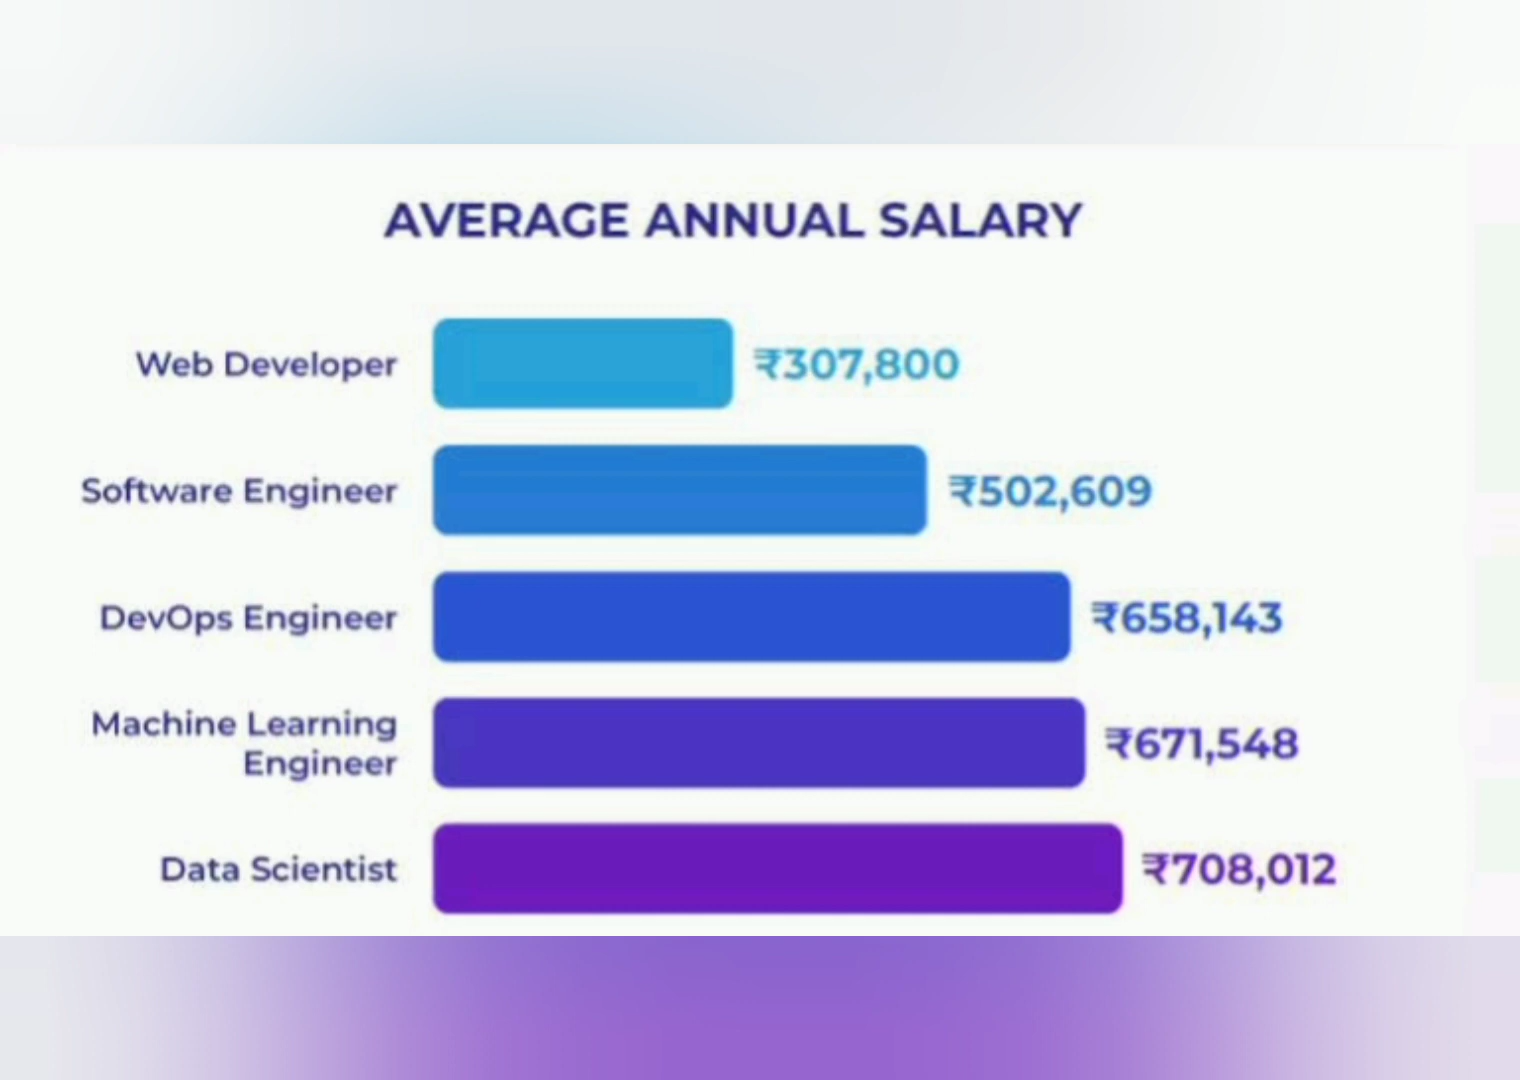 AVERAGE ANNUAL SALARY
Web Developer ₹307,800
Software Engineer ₹502,609
DevOps Engineer ₹658,143
Machine Learning
Engineer ₹671,548
Data Scientist ₹708,012